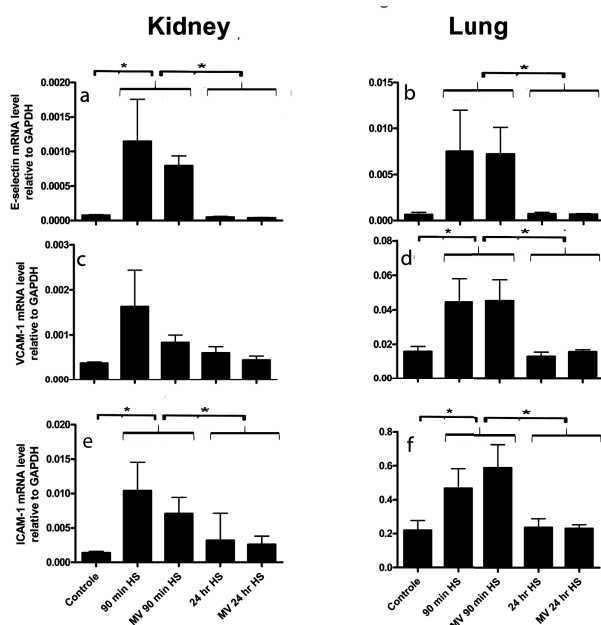 Kidney
Lung
*
*
*
a
b
0.0020
0.0015
0.0010
0.0005
0.0000
E-selectin mRNA level
relative to GAPDH
0.015
0.010
0.005
0.000
*
*
c
d
0.003
0.002
0.001
0.000
VCAM-1 mRNA level
relative to GAPDH
0.08
0.06
0.04
0.02
0.00
*
*
*
*
e
f
0.020
0.015
0.010
0.005
0.000
ICAM-1 mRNA level
relative to GAPDH
0.8
0.6
0.4
0.2
0.0
Controle
90 min HS
MV 90 min HS
24 hr HS
MV 24 hr HS
Controle
90 min HS
MV 90 min HS
24 hr HS
MV 24 hr HS